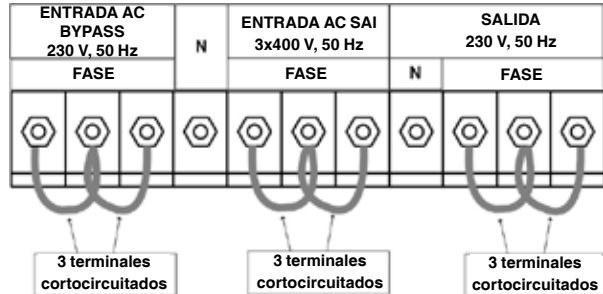 ENTRADA AC
BYPASS
230 V, 50 Hz
FASE
N
ENTRADA AC SAI
3x400 V, 50 Hz
FASE
SALIDA
230 V, 50 Hz
N
FASE
3 terminales
cortocircuitados
3 terminales
cortocircuitados
3 terminales
cortocircuitados